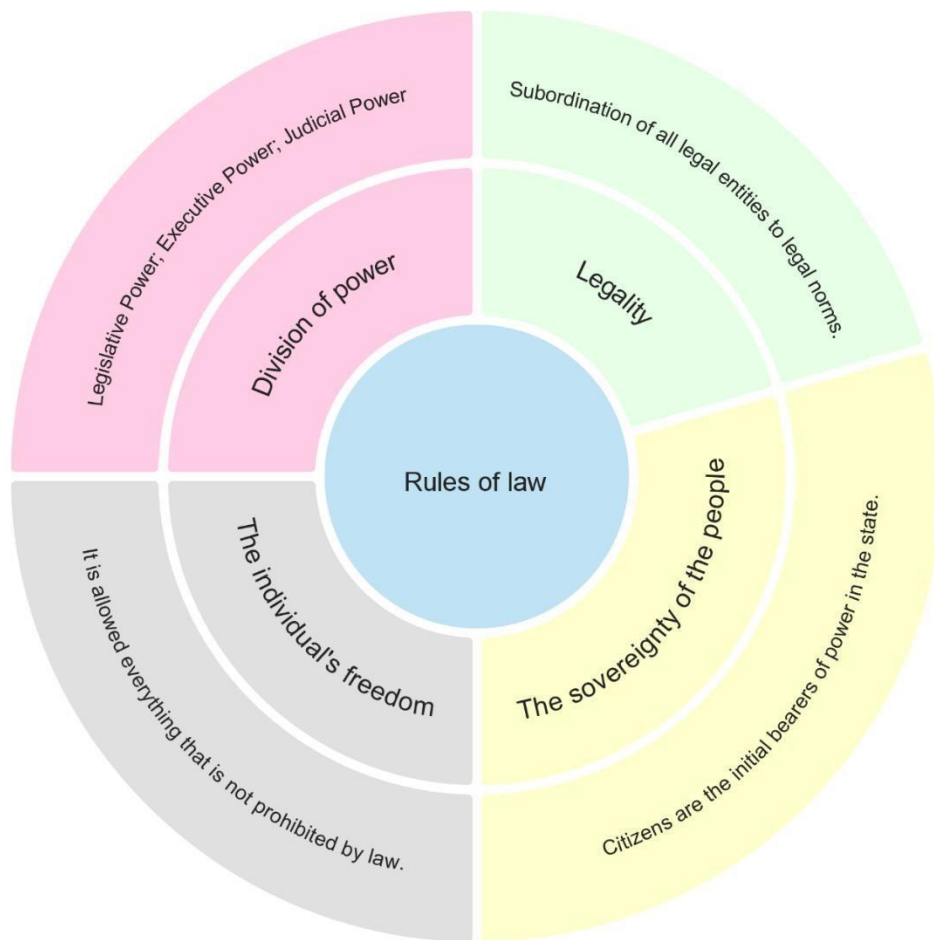 Legislative Power; Executive Power; Judicial Power
Division of power
Subordination of all legal entities to legal norms.
Legality
Rules of law
The individual's freedom
It is allowed everything that is not prohibited by law.
The sovereignty of the people
Citizens are the initial bearers of power in the state.